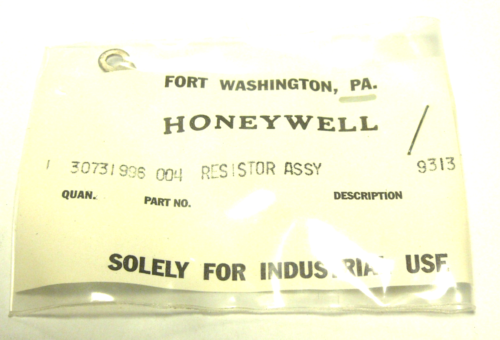 FORT WASHINGTON, PA.
HONEYWELL
1 30731996 004 RESISTOR ASSY 9313
QUAN. PART NO. DESCRIPTION
SOLELY FOR INDUSTRIAL USE